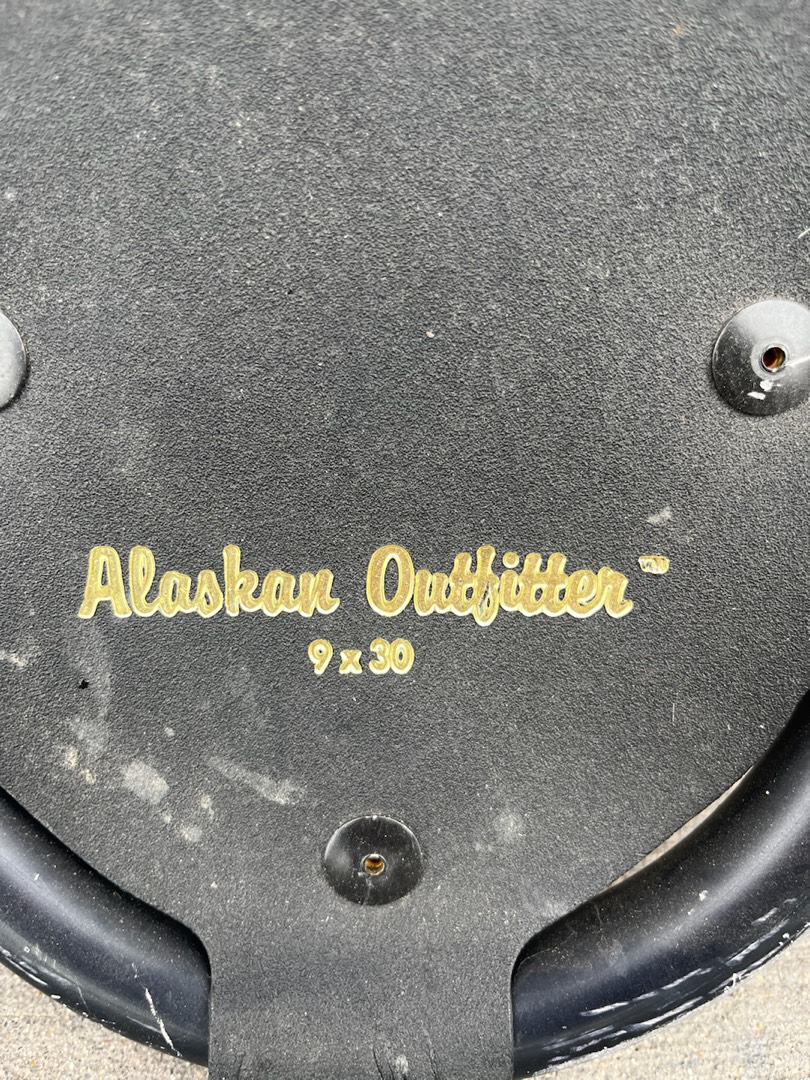 Alaskan Outfitter™
9 x 30